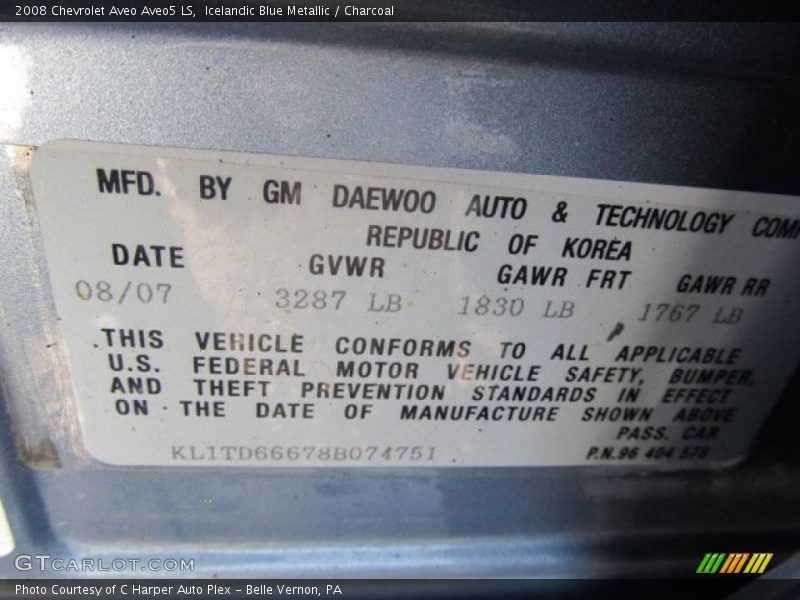 2008 Chevrolet Aveo Aveo5 LS, Icelandic Blue Metallic / Charcoal
MFD. BY GM DAEWOO AUTO & TECHNOLOGY COM
REPUBLIC OF KOREA
DATE GVWR GAWR FRT GAWR RR
08/07 3287 LB 1830 LB 1767 LB
THIS VEHICLE CONFORMS TO ALL APPLICABLE
U.S. FEDERAL MOTOR VEHICLE SAFETY, BUMPER,
AND THEFT PREVENTION STANDARDS IN EFFECT
ON THE DATE OF MANUFACTURE SHOWN ABOVE
PASS. CAR
KL1TD66678B074751 P.N.96 404 578
GTCarLot.com
Photo Courtesy of C Harper Auto Plex - Belle Vernon, PA